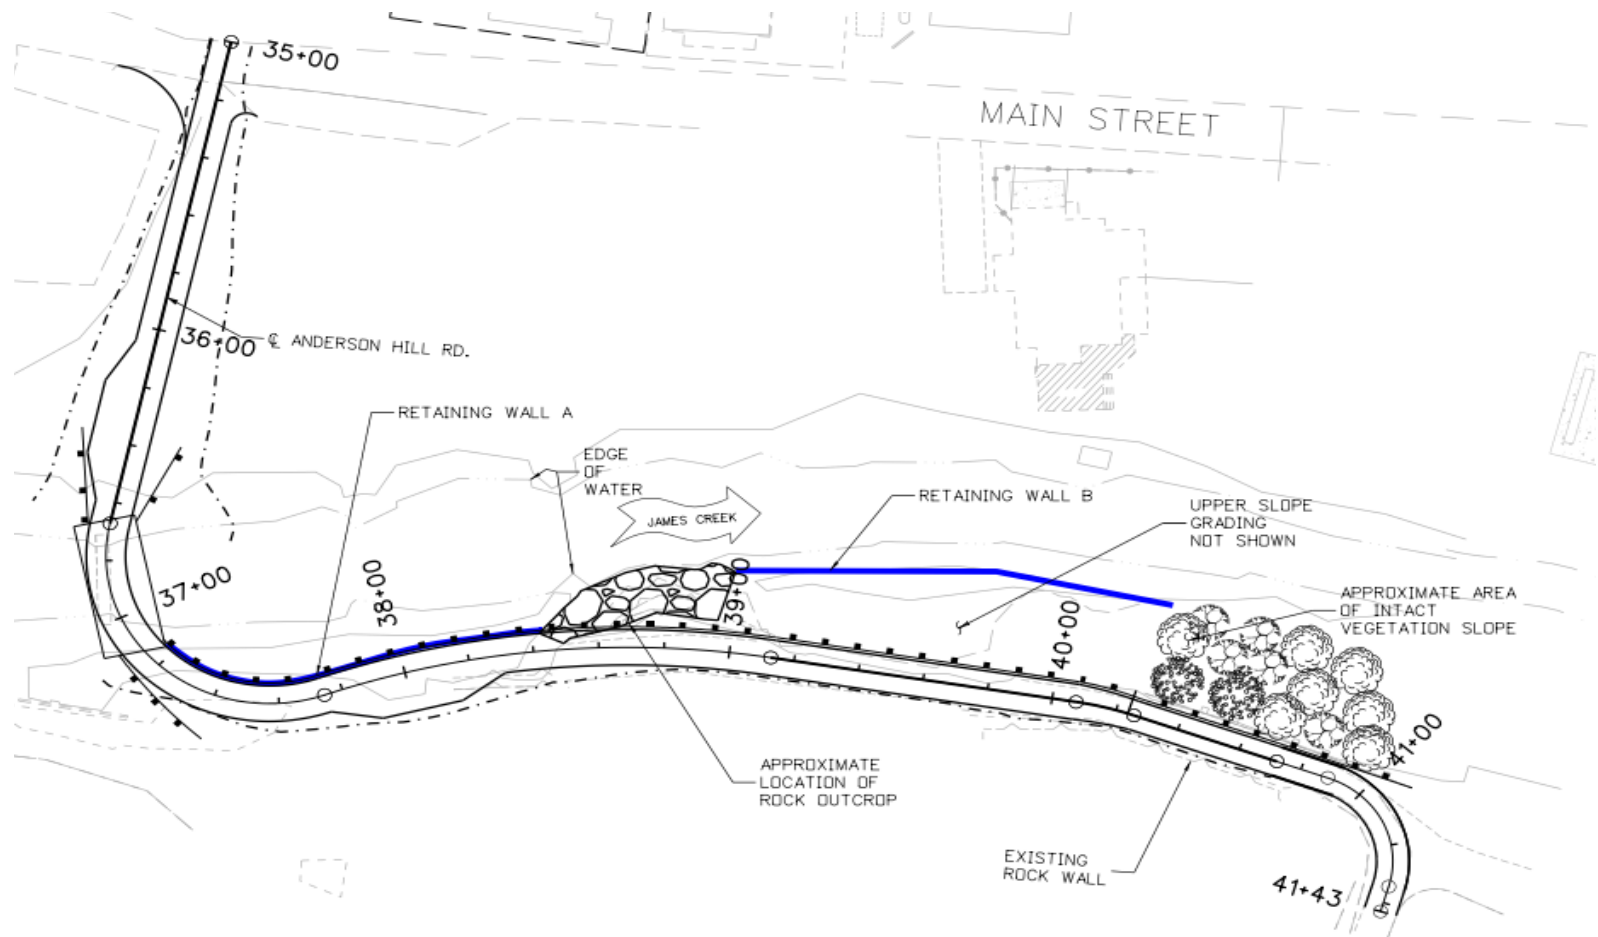 35+00
MAIN STREET
36+00
℄ ANDERSON HILL RD.
RETAINING WALL A
EDGE
OF
WATER
JAMES CREEK
RETAINING WALL B
UPPER SLOPE
GRADING
NOT SHOWN
37+00
38+00
39+00
40+00
APPROXIMATE AREA
OF INTACT
VEGETATION SLOPE
41+00
APPROXIMATE
LOCATION OF
ROCK OUTCROP
EXISTING
ROCK WALL
41+43